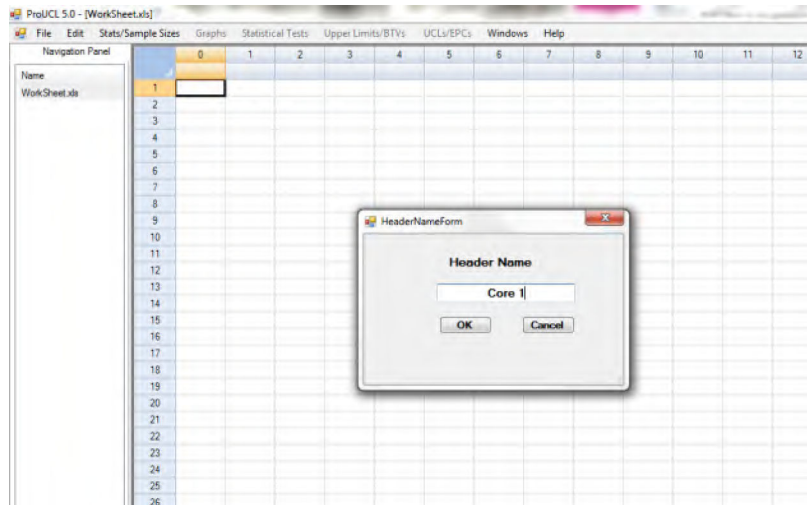 ProUCL 5.0 - [WorkSheet.xls]
File Edit Stats/Sample Sizes Graphs Statistical Tests Upper Limits/BTVs UCLs/EPCs Windows Help
Navigation Panel
0 1 2 3 4 5 6 7 8 9 10 11 12
Name
WorkSheet.xls
1
2
3
4
5
6
7
8
9
10
11
12
13
14
15
16
17
18
19
20
21
22
23
24
25
26
HeaderNameForm
Header Name
Core 1
OK Cancel